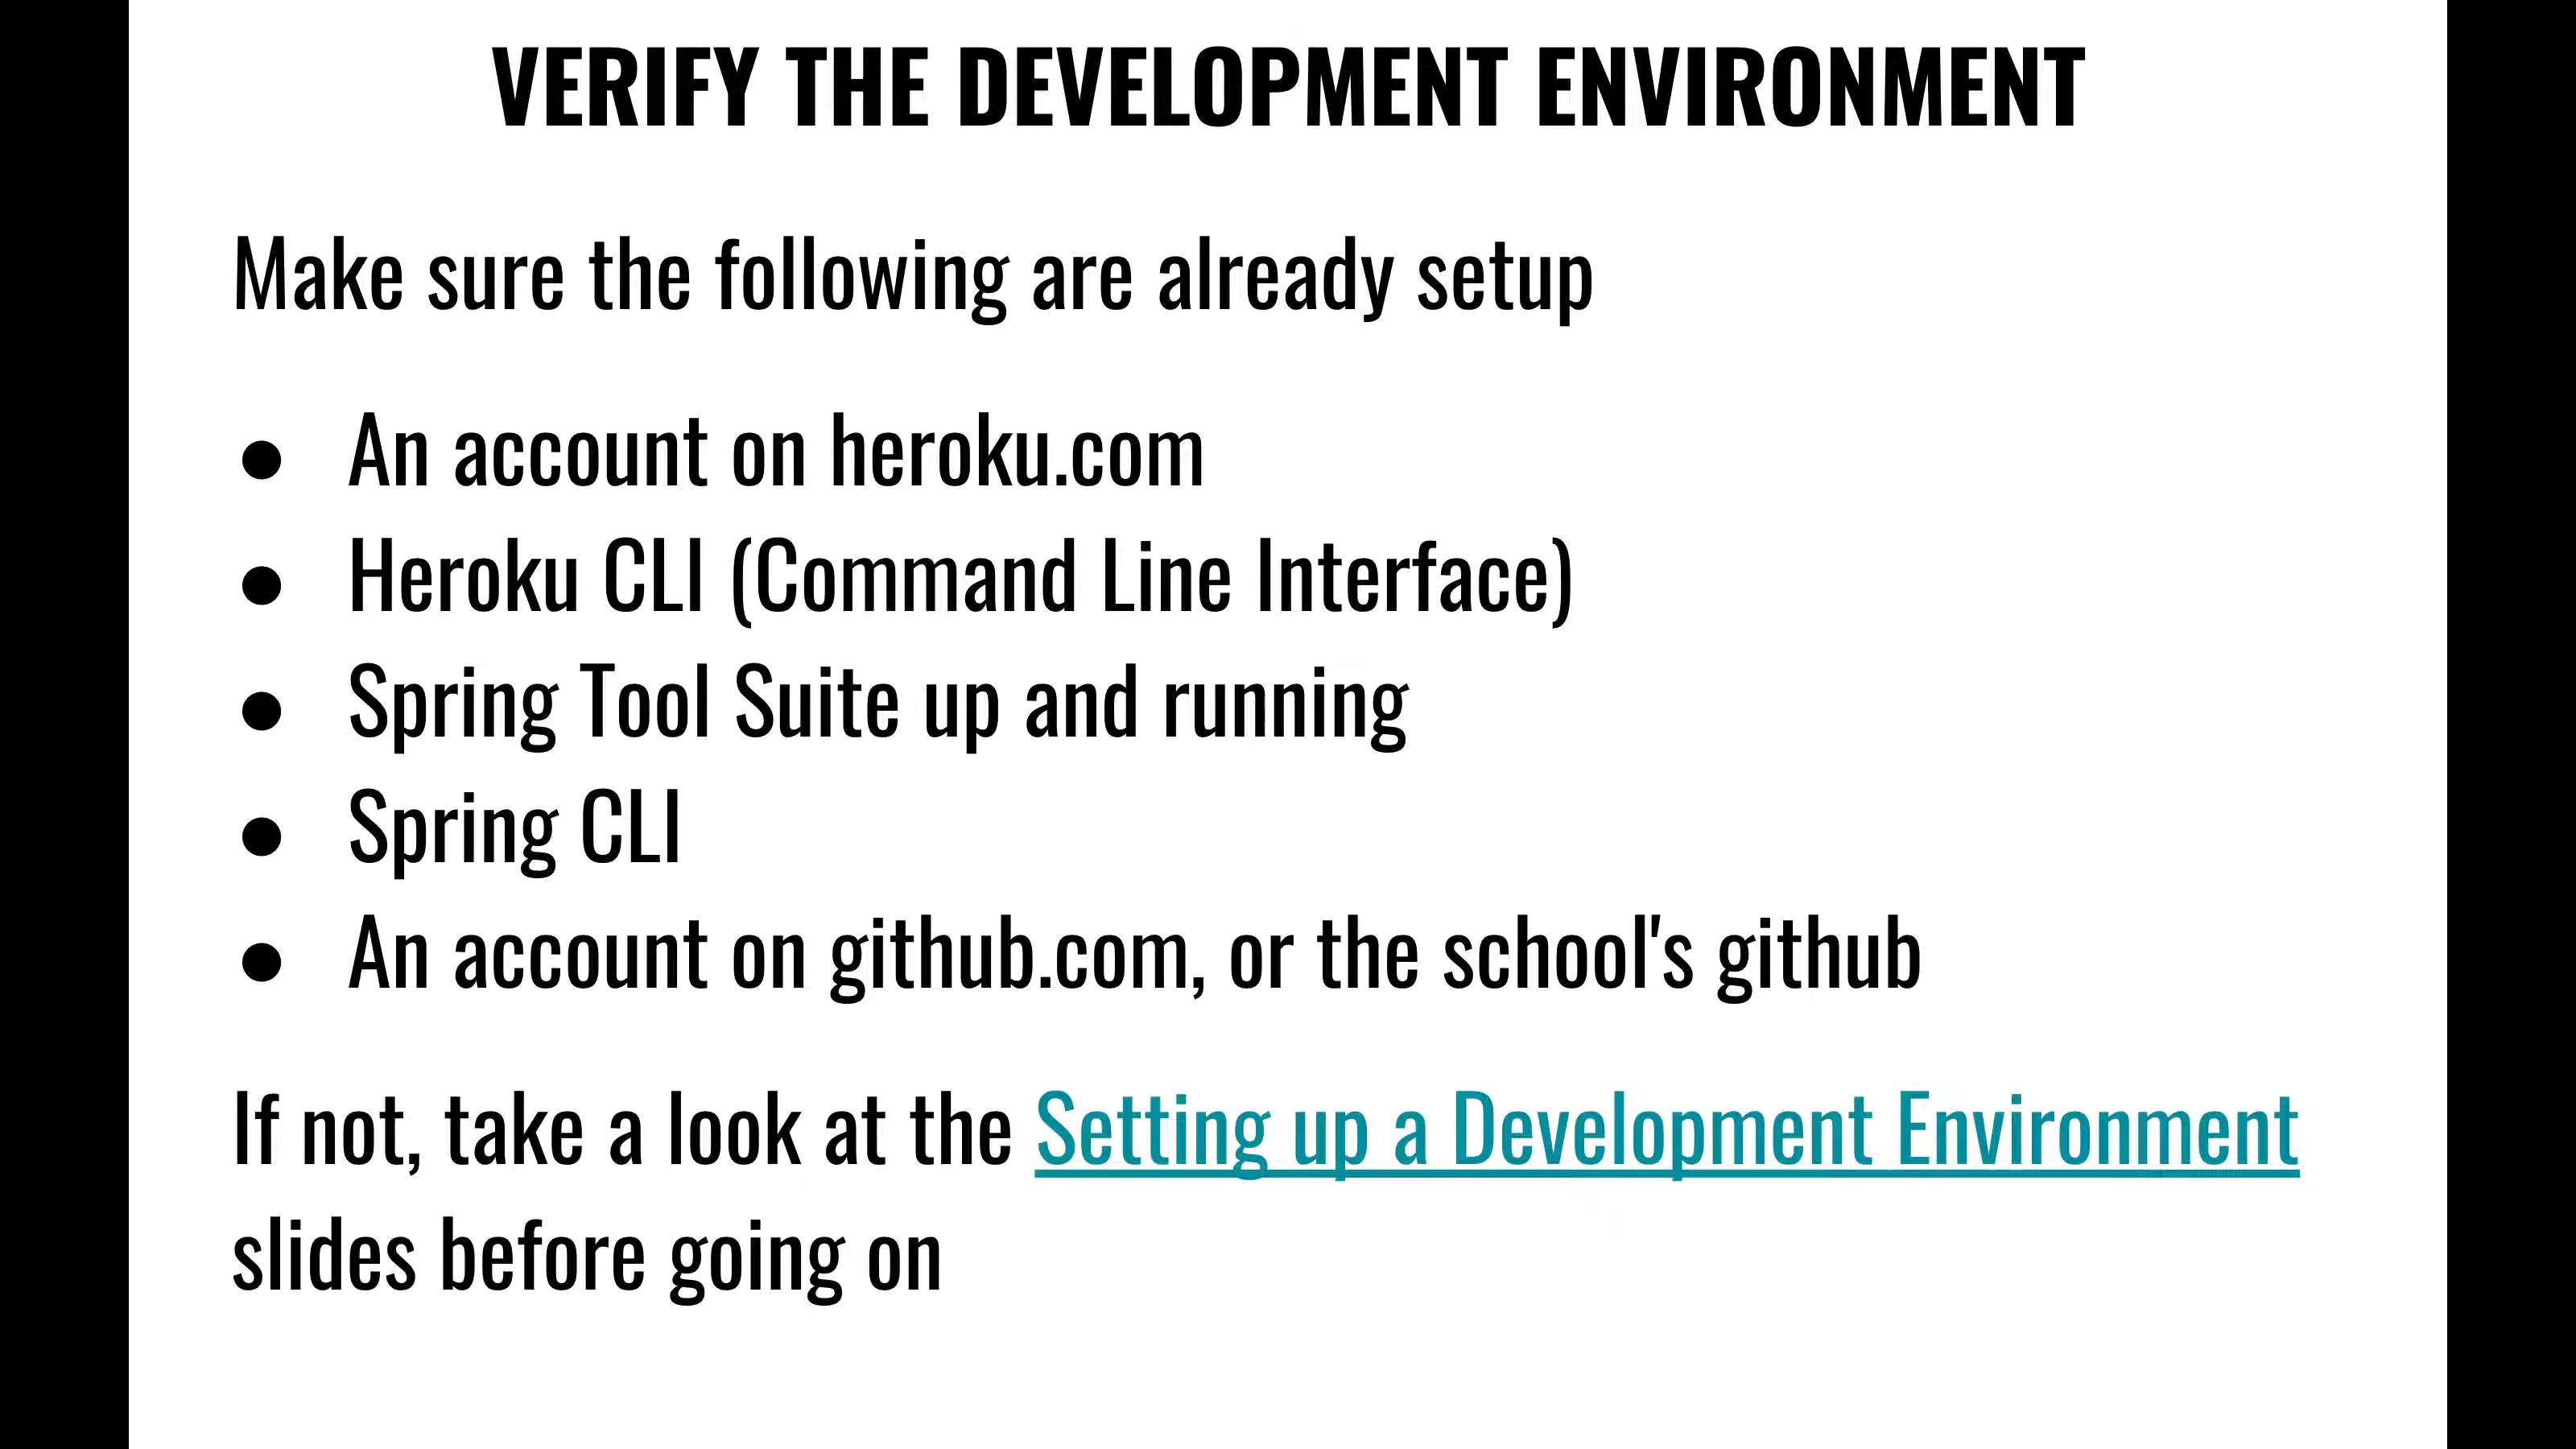 VERIFY THE DEVELOPMENT ENVIRONMENT
Make sure the following are already setup
● An account on heroku.com
● Heroku CLI (Command Line Interface)
● Spring Tool Suite up and running
● Spring CLI
● An account on github.com, or the school's github
If not, take a look at the Setting up a Development Environment
slides before going on